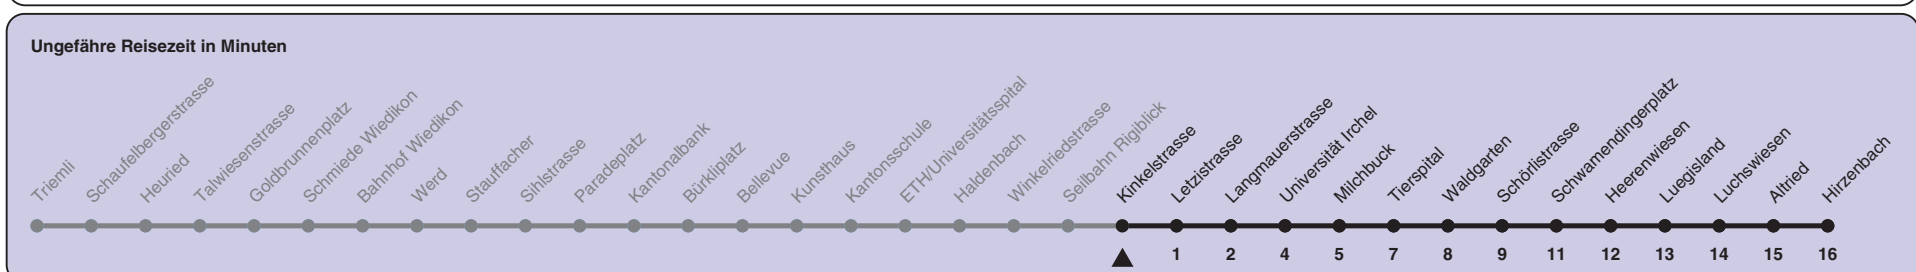 Ungefähre Reisezeit in Minuten
Triemli
Schaufelbergerstrasse
Heuried
Talwiesenstrasse
Goldbrunnenplatz
Schmiede Wiedikon
Bahnhof Wiedikon
Werd
Stauffacher
Sihlstrasse
Paradeplatz
Kantonalbank
Bürkliplatz
Bellevue
Kunsthaus
Kantonsschule
ETH/Universitätsspital
Haldenbach
Winkelriedstrasse
Seilbahn Rigiblick
Kinkelstrasse
Letzistrasse
Langmauerstrasse
Universität Irchel
Milchbuck
Tierspital
Waldgarten
Schörlistrasse
Schwamendingerplatz
Heerenwiesen
Luegisland
Luchswiesen
Altried
Hirzenbach
1 2 4 5 7 8 9 11 12 13 14 15 16